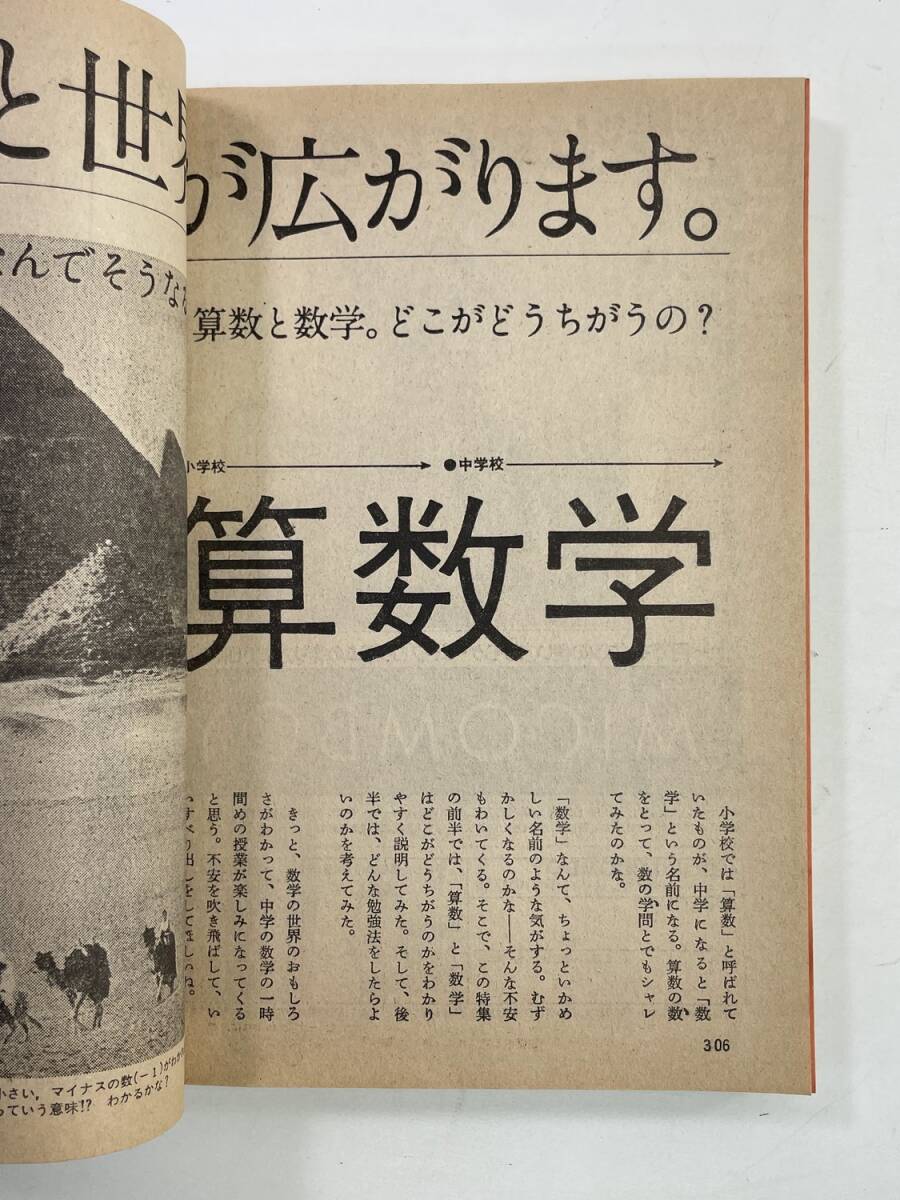 と世界が広がります。
んでそうな
算数と数学。どこがどうちがうの?
小学校
●中学校
算数学
小学校では「算数」と呼ばれて
いたものが、中学になると「数
学」という名前になる。算数の数
をとって、数の学問とでもシャレ
てみたのかな。
「数学」なんて、ちょっといかめ
しい名前のような気がする。むず
かしくなるのかな——そんな不安
もわいてくる。そこで、この特集
の前半では、「算数」と「数学」
はどこがどうちがうのかをわかり
やすく説明してみた。そして、後
半では、どんな勉強法をしたらよ
いのかを考えてみた。
きっと、数学の世界のおもしろ
さがわかって、中学の数学の一時
間めの授業が楽しみになってくる
と思う。不安を吹き飛ばして、い
いすべり出しをしてほしいね。
小さい，マイナスの数(−1)がわか
っていう意味!? わかるかな?
306